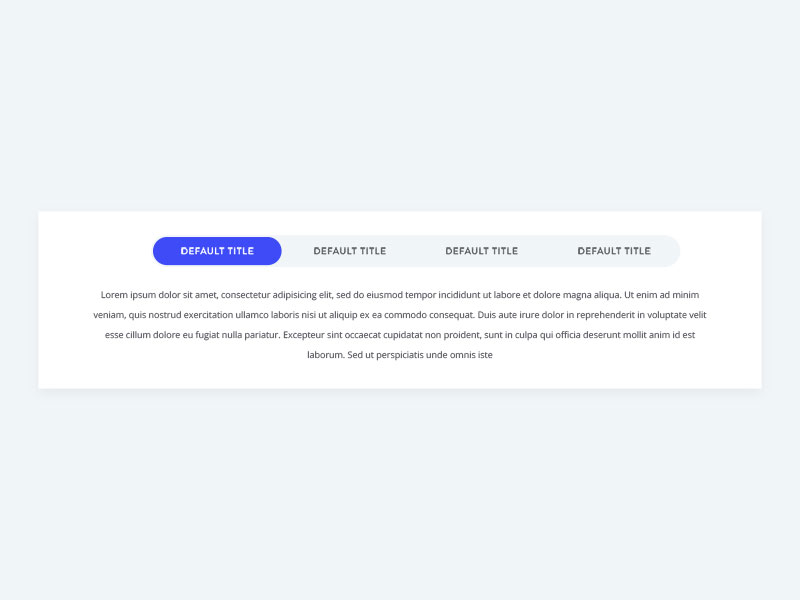 DEFAULT TITLE DEFAULT TITLE DEFAULT TITLE DEFAULT TITLE
Lorem ipsum dolor sit amet, consectetur adipisicing elit, sed do eiusmod tempor incididunt ut labore et dolore magna aliqua. Ut enim ad minim
veniam, quis nostrud exercitation ullamco laboris nisi ut aliquip ex ea commodo consequat. Duis aute irure dolor in reprehenderit in voluptate velit
esse cillum dolore eu fugiat nulla pariatur. Excepteur sint occaecat cupidatat non proident, sunt in culpa qui officia deserunt mollit anim id est
laborum. Sed ut perspiciatis unde omnis iste